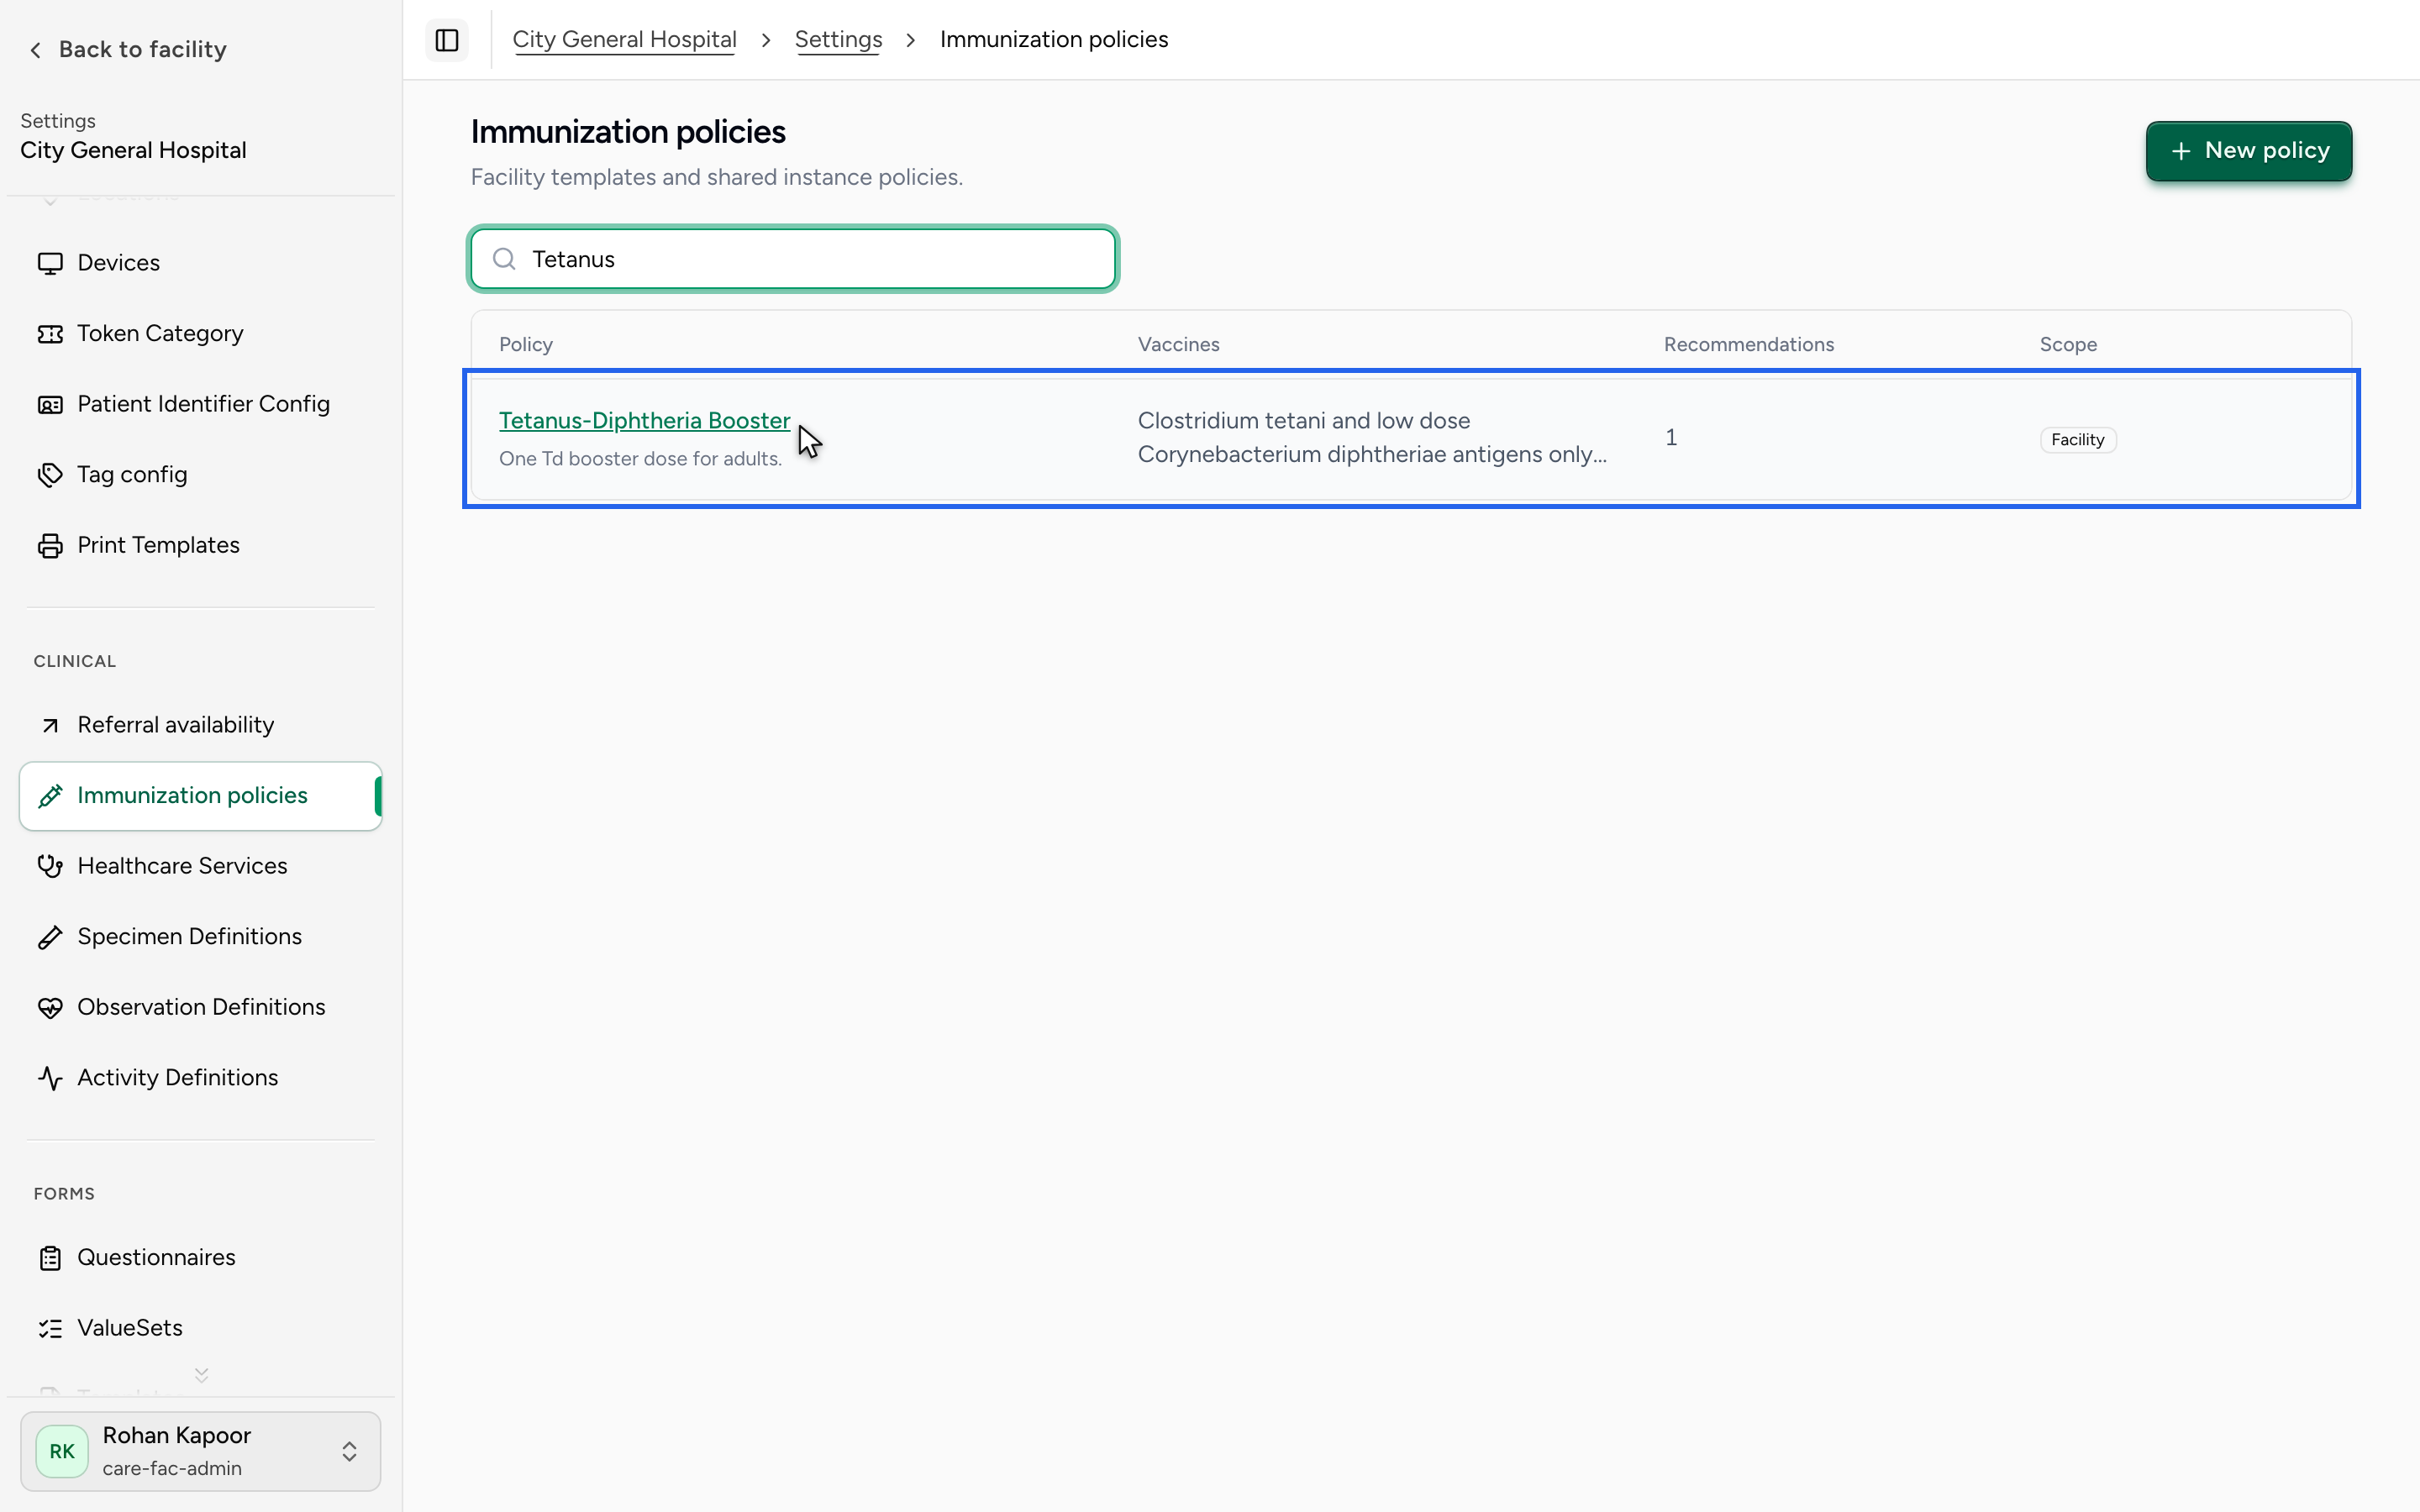 Back to facility
Settings
City General Hospital
Devices
Token Category
Patient Identifier Config
Tag config
Print Templates
CLINICAL
Referral availability
Immunization policies
Healthcare Services
Specimen Definitions
Observation Definitions
Activity Definitions
FORMS
Questionnaires
ValueSets
RK
Rohan Kapoor
care-fac-admin
City General Hospital > Settings > Immunization policies
Immunization policies
Facility templates and shared instance policies.
+ New policy
Tetanus
Policy Vaccines Recommendations Scope
Tetanus-Diphtheria Booster
One Td booster dose for adults.
Clostridium tetani and low dose
Corynebacterium diphtheriae antigens only...
1
Facility